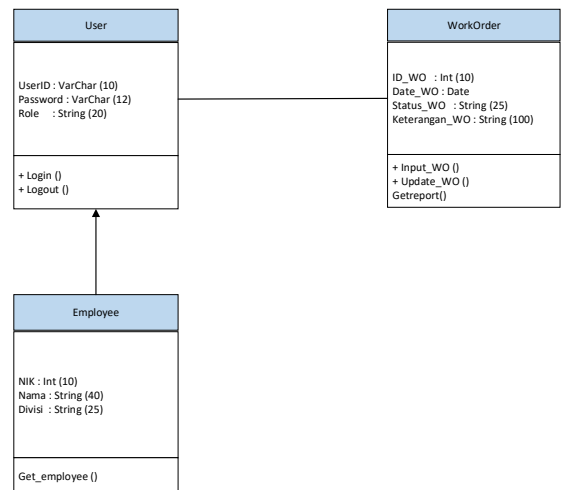 User
UserID : VarChar (10)
Password : VarChar (12)
Role : String (20)
+ Login ()
+ Logout ()
WorkOrder
ID_WO : Int (10)
Date_WO : Date
Status_WO : String (25)
Keterangan_WO : String (100)
+ Input_WO ()
+ Update_WO ()
Getreport()
Employee
NIK : Int (10)
Nama : String (40)
Divisi : String (25)
Get_employee ()